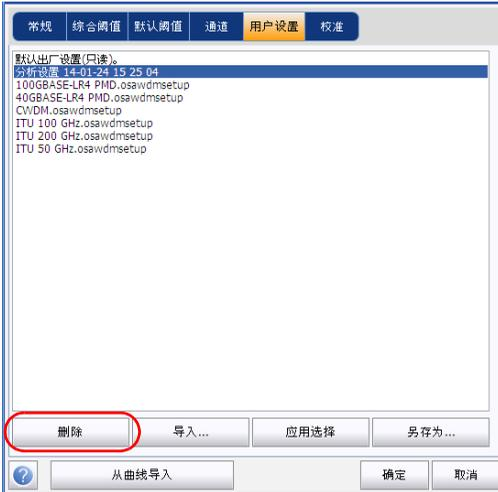 常规 综合阈值 默认阈值 通道 用户设置 校准
默认出厂设置(只读)。
分析设置 14-01-24 15 25 04
100GBASE-LR4 PMD.osawdmsetup
40GBASE-LR4 PMD.osawdmsetup
CWDM.osawdmsetup
ITU 100 GHz.osawdmsetup
ITU 200 GHz.osawdmsetup
ITU 50 GHz.osawdmsetup
删除 导入... 应用选择 另存为...
? 从曲线导入 确定 取消